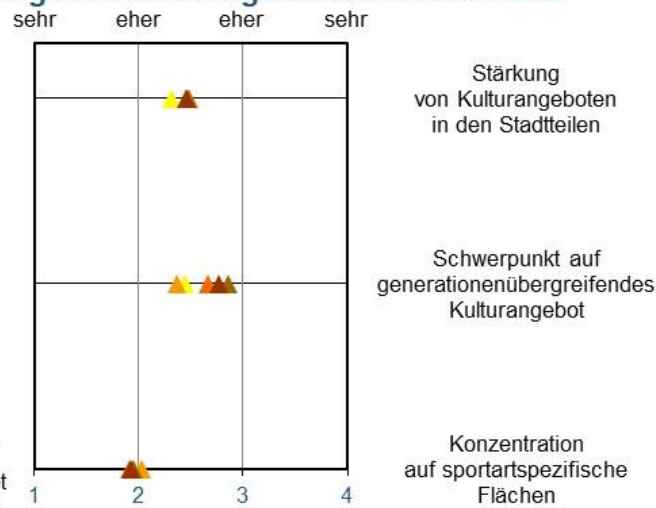 sehr eher eher sehr
Stärkung
von Kulturangeboten
in den Stadtteilen
Schwerpunkt auf
generationenübergreifendes
Kulturangebot
Konzentration
auf sportartspezifische
Flächen
1 2 3 4